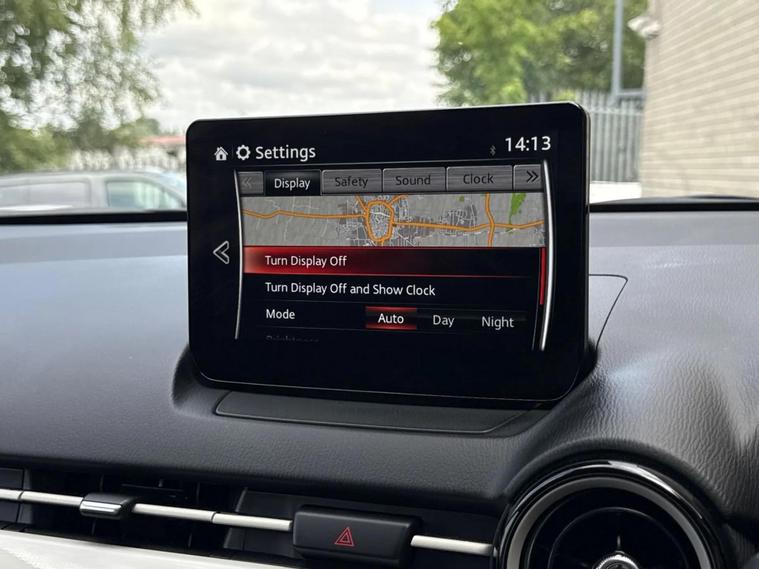 Settings 14:13
Display Safety Sound Clock
Turn Display Off
Turn Display Off and Show Clock
Mode Auto Day Night